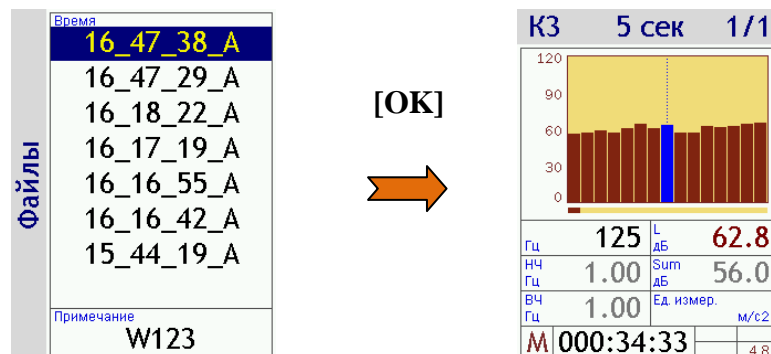 Файлы
Время
16_47_38_A
16_47_29_A
16_18_22_A
16_17_19_A
16_16_55_A
16_16_42_A
15_44_19_A
Примечание
W123
[OK]
К3 5 сек 1/1
120
90
60
30
0
Гц 125 L дБ 62.8
НЧ Гц 1.00 Sum дБ 56.0
ВЧ Гц 1.00 Ед. измер. м/с2
М 000:34:33 4.8